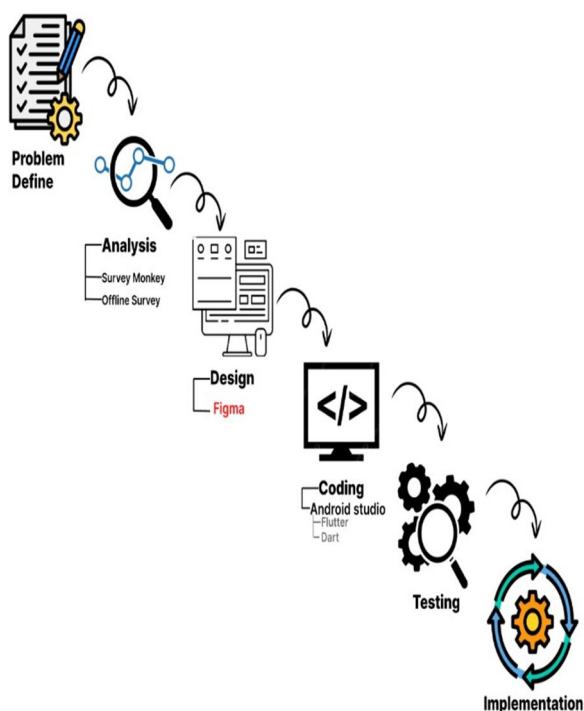 Problem
Define
Analysis
Survey Monkey
Offline Survey
Design
Figma
</>
Coding
Android studio
Flutter
Dart
Testing
Implementation